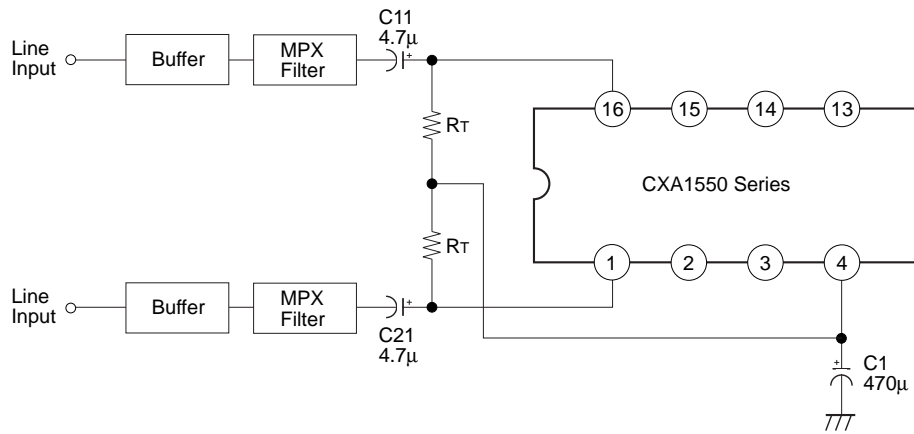 C11
4.7μ
Line
Input
Buffer
MPX
Filter
+
RT
16
15
14
13
CXA1550 Series
RT
1
2
3
4
Line
Input
Buffer
MPX
Filter
+
C21
4.7μ
+
C1
470μ